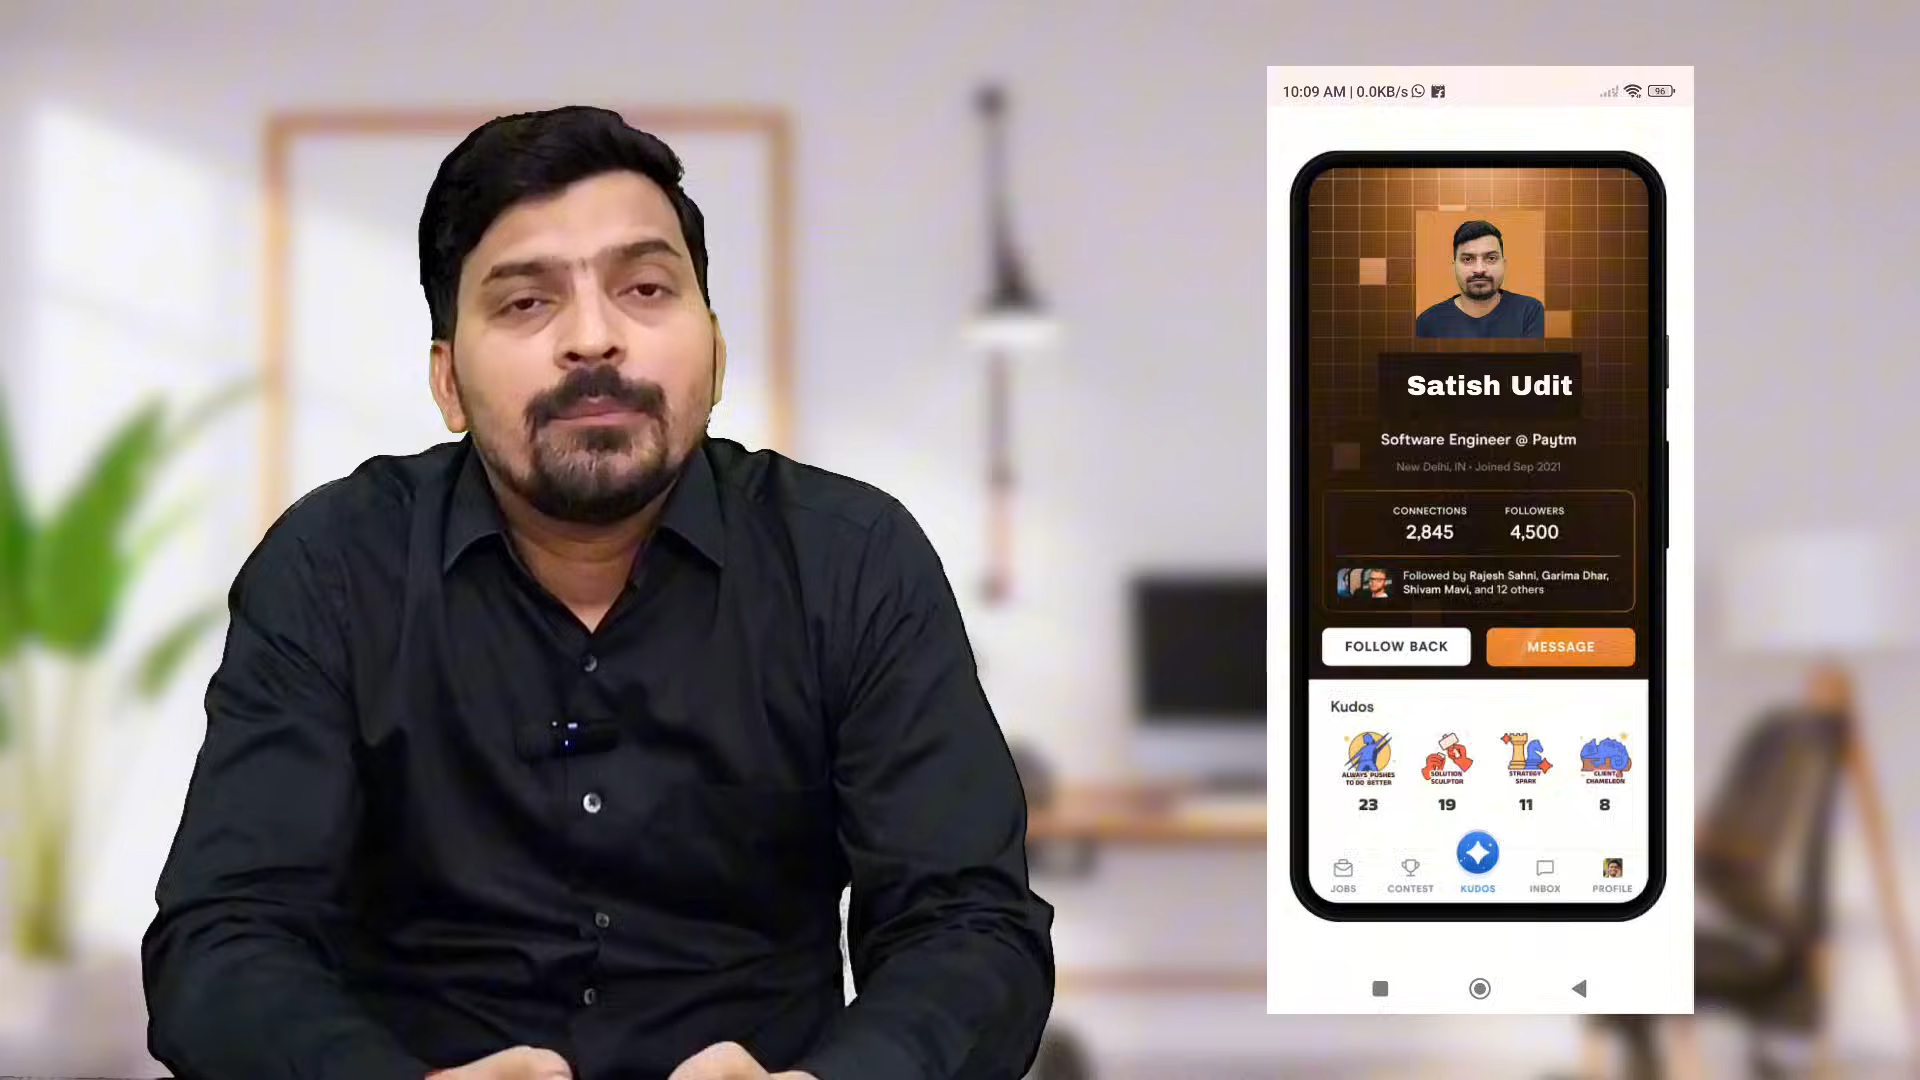 10:09 AM | 0.0KB/s
96
Satish Udit
Software Engineer @ Paytm
New Delhi, IN • Joined Sep 2021
CONNECTIONS FOLLOWERS
2,845 4,500
Followed by Rajesh Sahni, Garima Dhar,
Shivam Mavi, and 12 others
FOLLOW BACK MESSAGE
Kudos
ALWAYS PUSHES
TO DO BETTER
SOLUTION
SCULPTOR
STRATEGY
SPARK
CLIENT
CHAMELEON
23 19 11 8
JOBS CONTEST KUDOS INBOX PROFILE